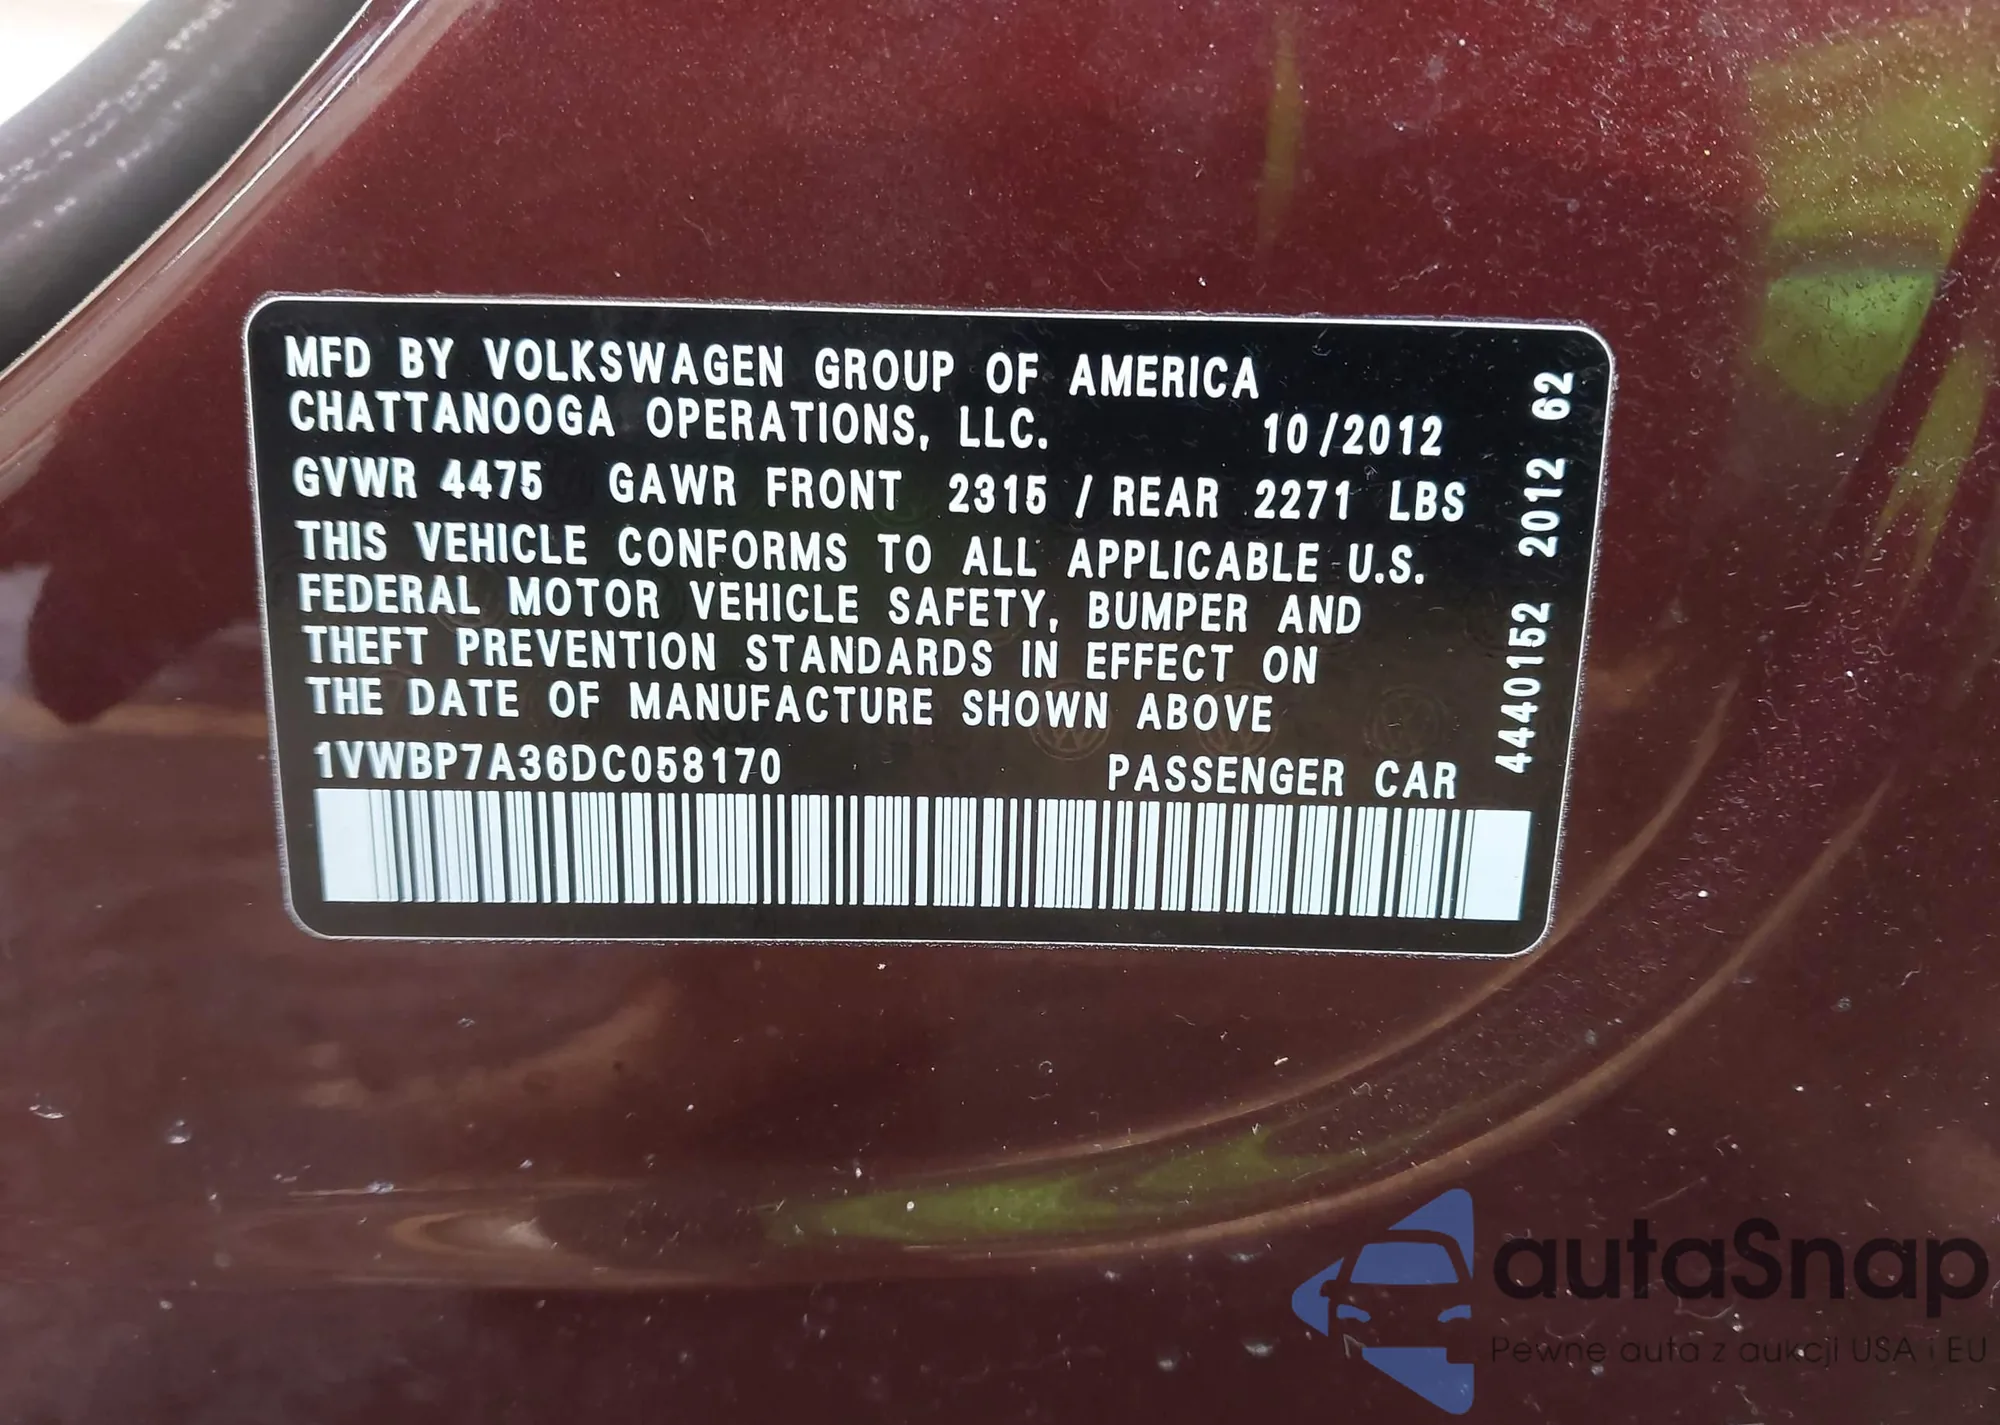 MFD BY VOLKSWAGEN GROUP OF AMERICA
CHATTANOOGA OPERATIONS, LLC. 10/2012
GVWR 4475 GAWR FRONT 2315 / REAR 2271 LBS
THIS VEHICLE CONFORMS TO ALL APPLICABLE U.S.
FEDERAL MOTOR VEHICLE SAFETY, BUMPER AND
THEFT PREVENTION STANDARDS IN EFFECT ON
THE DATE OF MANUFACTURE SHOWN ABOVE
1VWBP7A36DC058170 PASSENGER CAR
4440152 2012 62
autaSnap
Pewne auta z aukcji USA i EU